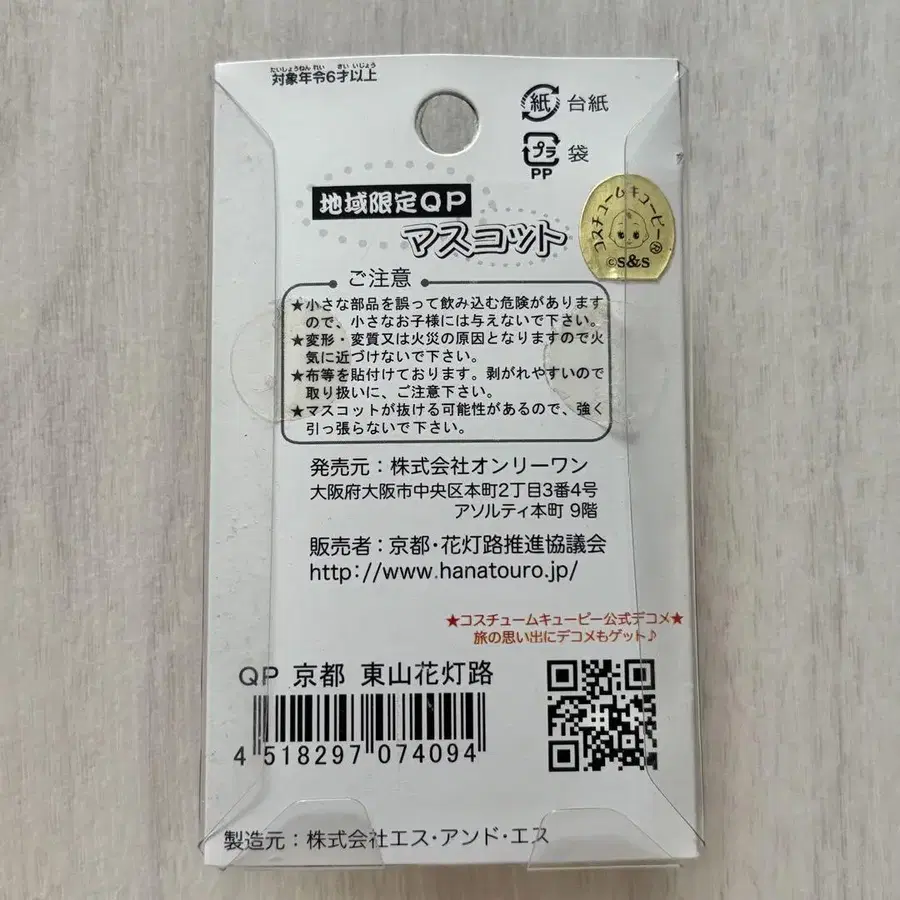 たいしょうねんれい さいいじょう
対象年令6才以上
紙 台紙
プラ 袋
PP
地域限定QP
マスコット
コスチュームキューピー®
©S&S
ご注意
★小さな部品を誤って飲み込む危険があります
ので、小さなお子様には与えないで下さい。
★変形・変質又は火災の原因となりますので火
気に近づけないで下さい。
★布等を貼付けております。剥がれやすいので
取り扱いに、ご注意下さい。
★マスコットが抜ける可能性があるので、強く
引っ張らないで下さい。
発売元：株式会社オンリーワン
大阪府大阪市中央区本町2丁目3番4号
アソルティ本町 9階
販売者：京都・花灯路推進協議会
http://www.hanatouro.jp/
★コスチュームキューピー公式デコメ★
旅の思い出にデコメもゲット♪
QP 京都 東山花灯路
4 518297 074094
製造元：株式会社エス・アンド・エス